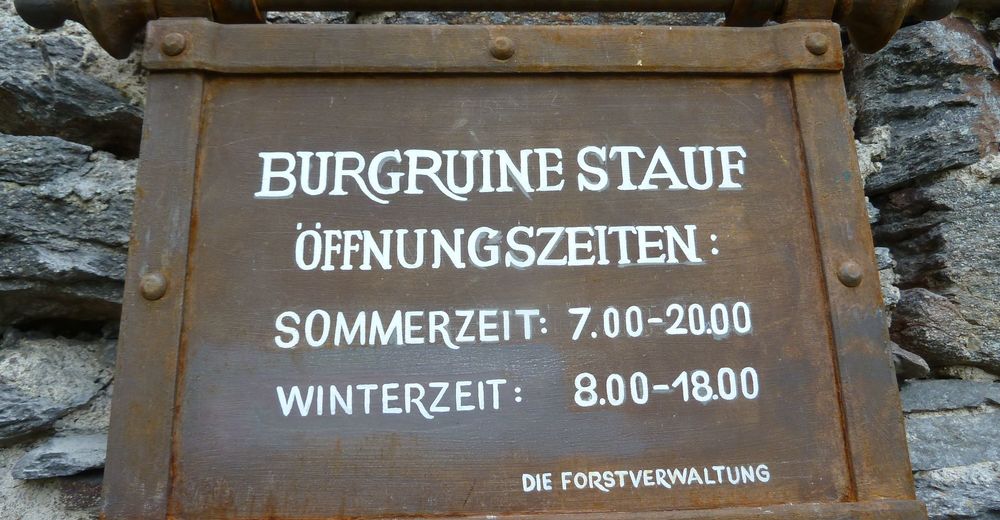 BURGRUINE STAUF
ÖFFNUNGSZEITEN:
SOMMERZEIT: 7.00-20.00
WINTERZEIT: 8.00-18.00
DIE FORSTVERWALTUNG